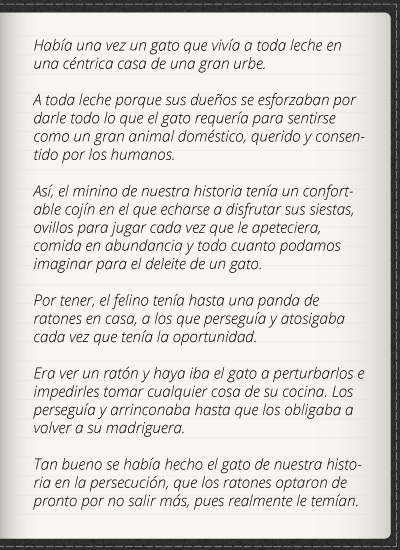 Había una vez un gato que vivía a toda leche en
una céntrica casa de una gran urbe.
A toda leche porque sus dueños se esforzaban por
darle todo lo que el gato requería para sentirse
como un gran animal doméstico, querido y consen-
tido por los humanos.
Así, el minino de nuestra historia tenía un confort-
able cojín en el que echarse a disfrutar sus siestas,
ovillos para jugar cada vez que le apeteciera,
comida en abundancia y todo cuanto podamos
imaginar para el deleite de un gato.
Por tener, el felino tenía hasta una panda de
ratones en casa, a los que perseguía y atosigaba
cada vez que tenía la oportunidad.
Era ver un ratón y haya iba el gato a perturbarlos e
impedirles tomar cualquier cosa de su cocina. Los
perseguía y arrinconaba hasta que los obligaba a
volver a su madriguera.
Tan bueno se había hecho el gato de nuestra histo-
ria en la persecución, que los ratones optaron de
pronto por no salir más, pues realmente le temían.